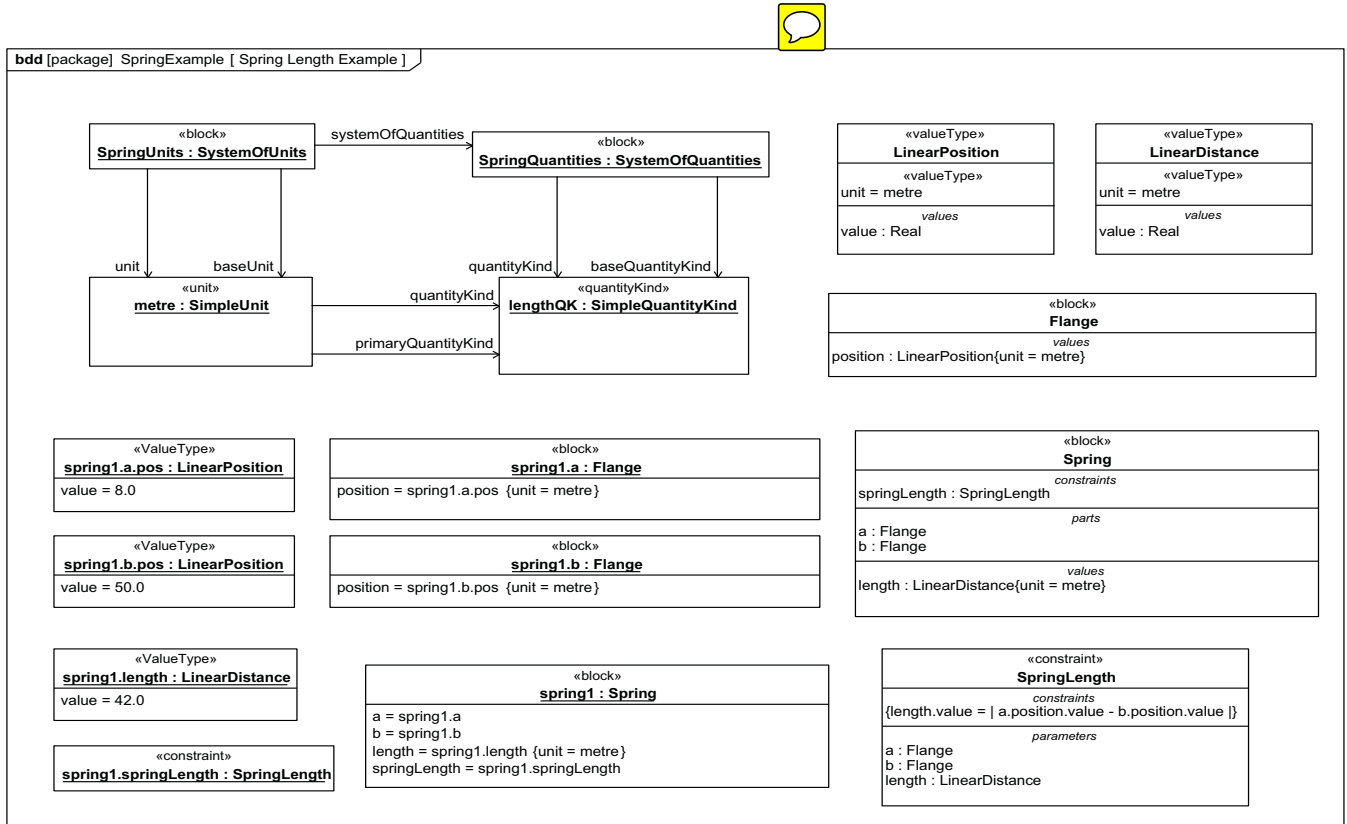 bdd [package] SpringExample [ Spring Length Example ]
«block»
SpringUnits : SystemOfUnits
systemOfQuantities
«block»
SpringQuantities : SystemOfQuantities
unit
baseUnit
quantityKind
baseQuantityKind
«unit»
metre : SimpleUnit
quantityKind
primaryQuantityKind
«quantityKind»
lengthQK : SimpleQuantityKind
«valueType»
LinearPosition
«valueType»
unit = metre
values
value : Real
«valueType»
LinearDistance
«valueType»
unit = metre
values
value : Real
«block»
Flange
values
position : LinearPosition{unit = metre}
«ValueType»
spring1.a.pos : LinearPosition
value = 8.0
«block»
spring1.a : Flange
position = spring1.a.pos {unit = metre}
«ValueType»
spring1.b.pos : LinearPosition
value = 50.0
«block»
spring1.b : Flange
position = spring1.b.pos {unit = metre}
«block»
Spring
constraints
springLength : SpringLength
parts
a : Flange
b : Flange
values
length : LinearDistance{unit = metre}
«ValueType»
spring1.length : LinearDistance
value = 42.0
«constraint»
spring1.springLength : SpringLength
«block»
spring1 : Spring
a = spring1.a
b = spring1.b
length = spring1.length {unit = metre}
springLength = spring1.springLength
«constraint»
SpringLength
constraints
{length.value = | a.position.value - b.position.value |}
parameters
a : Flange
b : Flange
length : LinearDistance